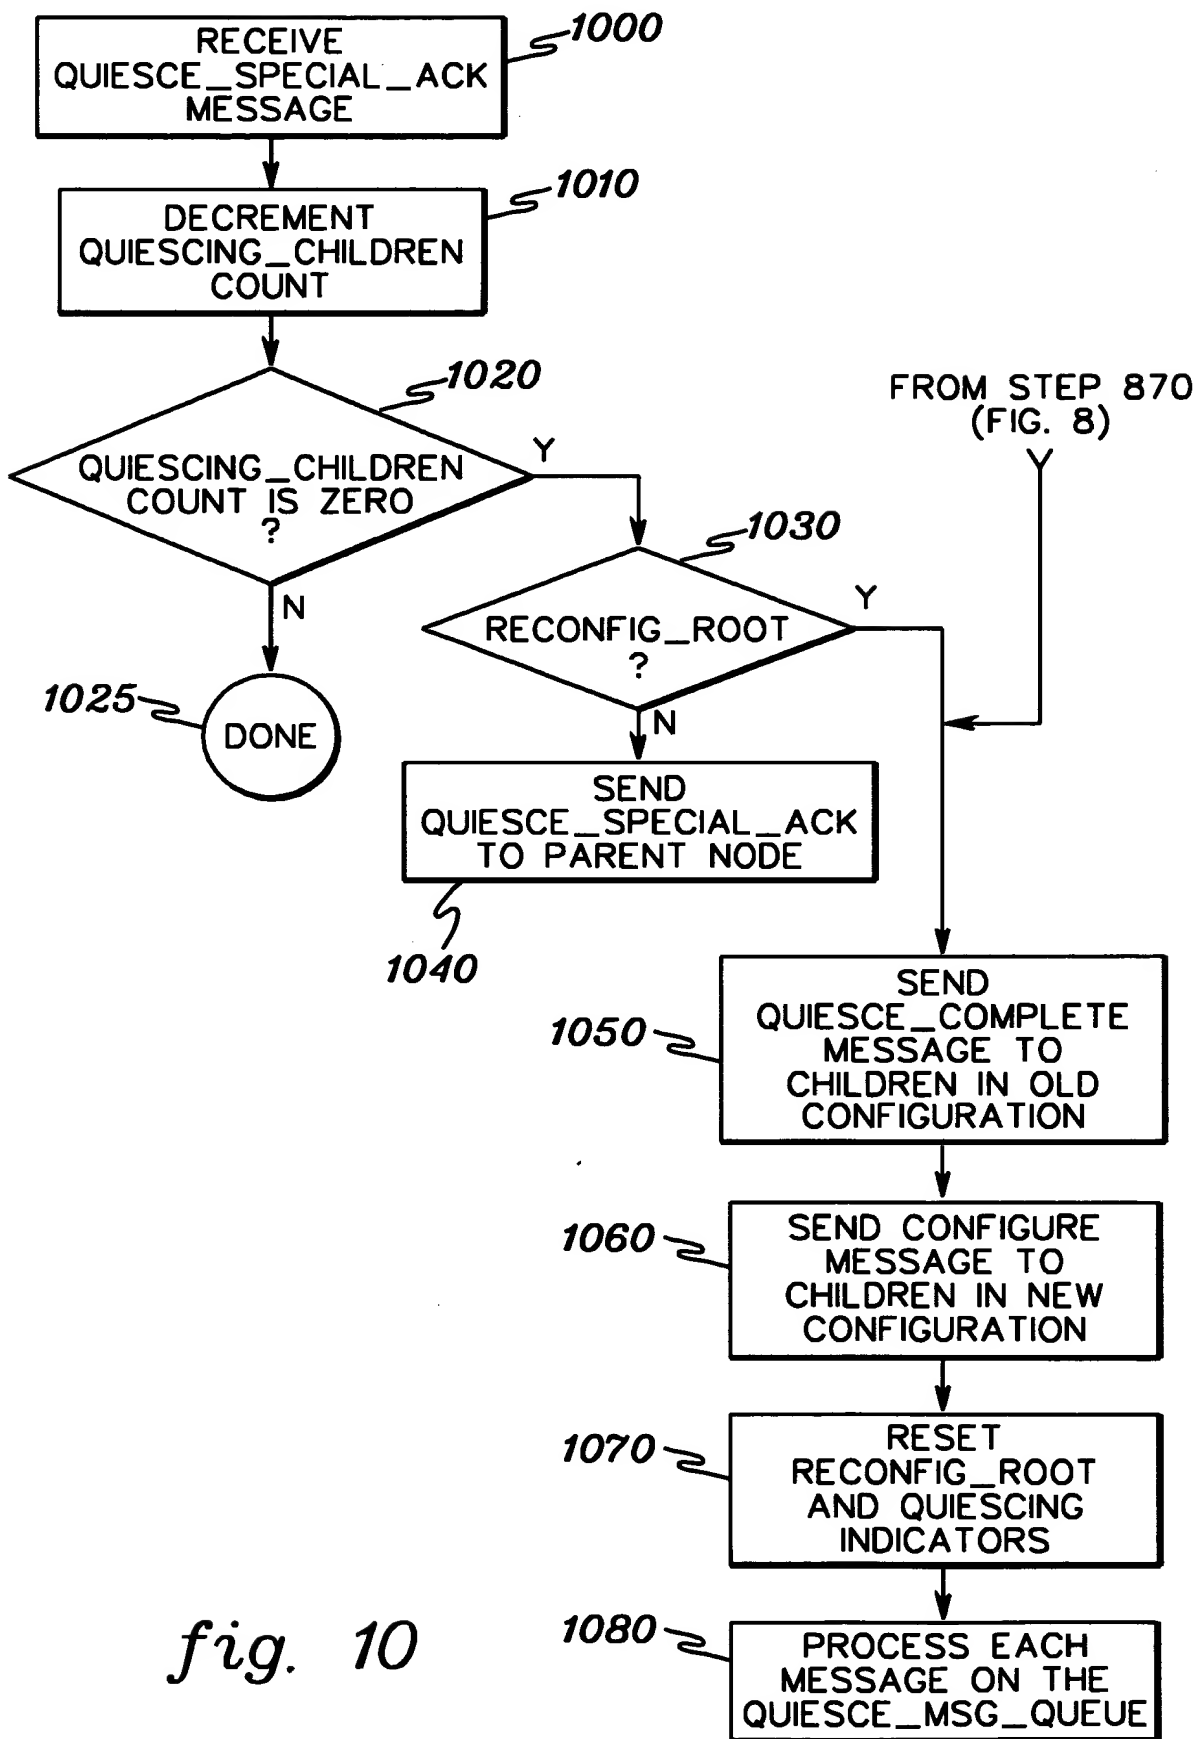 1000
RECEIVE
QUIESCE_SPECIAL_ACK
MESSAGE
1010
DECREMENT
QUIESCING_CHILDREN
COUNT
1020
QUIESCING_CHILDREN
COUNT IS ZERO
?
Y
N
1025
DONE
FROM STEP 870
(FIG. 8)
1030
RECONFIG_ROOT
?
Y
N
SEND
QUIESCE_SPECIAL_ACK
TO PARENT NODE
1040
1050
SEND
QUIESCE_COMPLETE
MESSAGE TO
CHILDREN IN OLD
CONFIGURATION
1060
SEND CONFIGURE
MESSAGE TO
CHILDREN IN NEW
CONFIGURATION
1070
RESET
RECONFIG_ROOT
AND QUIESCING
INDICATORS
1080
PROCESS EACH
MESSAGE ON THE
QUIESCE_MSG_QUEUE
fig. 10